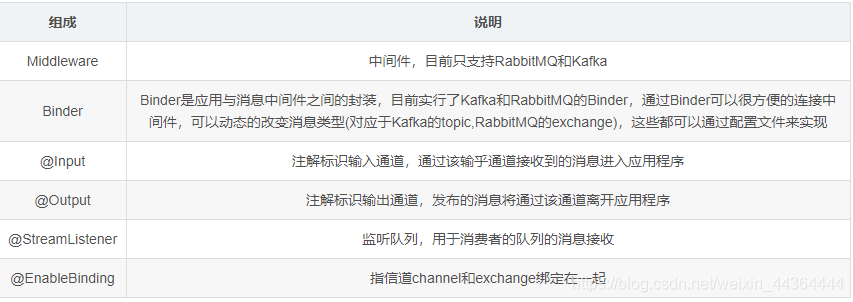 组成 说明
Middleware 中间件，目前只支持RabbitMQ和Kafka
Binder Binder是应用与消息中间件之间的封装，目前实行了Kafka和RabbitMQ的Binder，通过Binder可以很方便的连接中
间件，可以动态的改变消息类型(对应于Kafka的topic,RabbitMQ的exchange)，这些都可以通过配置文件来实现
@Input 注解标识输入通道，通过该输乎通道接收到的消息进入应用程序
@Output 注解标识输出通道，发布的消息将通过该通道离开应用程序
@StreamListener 监听队列，用于消费者的队列的消息接收
@EnableBinding 指信道channel和exchange绑定在一起
https://blog.csdn.net/weixin_44364444